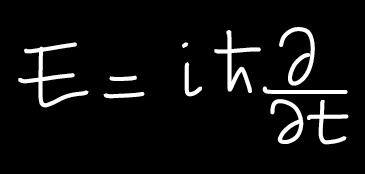 E = iħ ∂/∂t